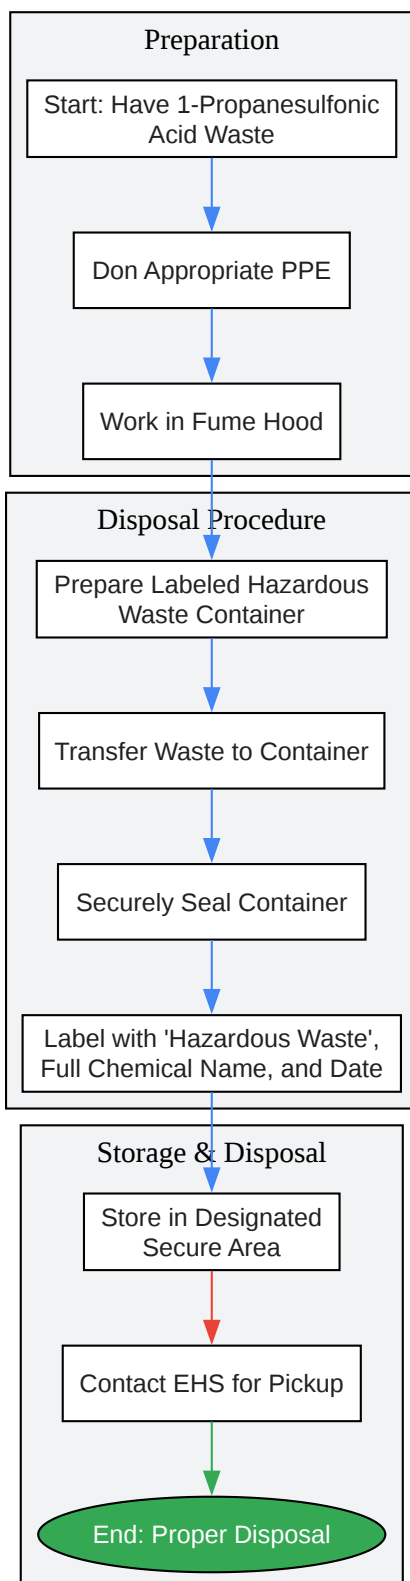 Preparation
Start: Have 1-Propanesulfonic
Acid Waste
Don Appropriate PPE
Work in Fume Hood
Disposal Procedure
Prepare Labeled Hazardous
Waste Container
Transfer Waste to Container
Securely Seal Container
Label with 'Hazardous Waste',
Full Chemical Name, and Date
Storage & Disposal
Store in Designated
Secure Area
Contact EHS for Pickup
End: Proper Disposal